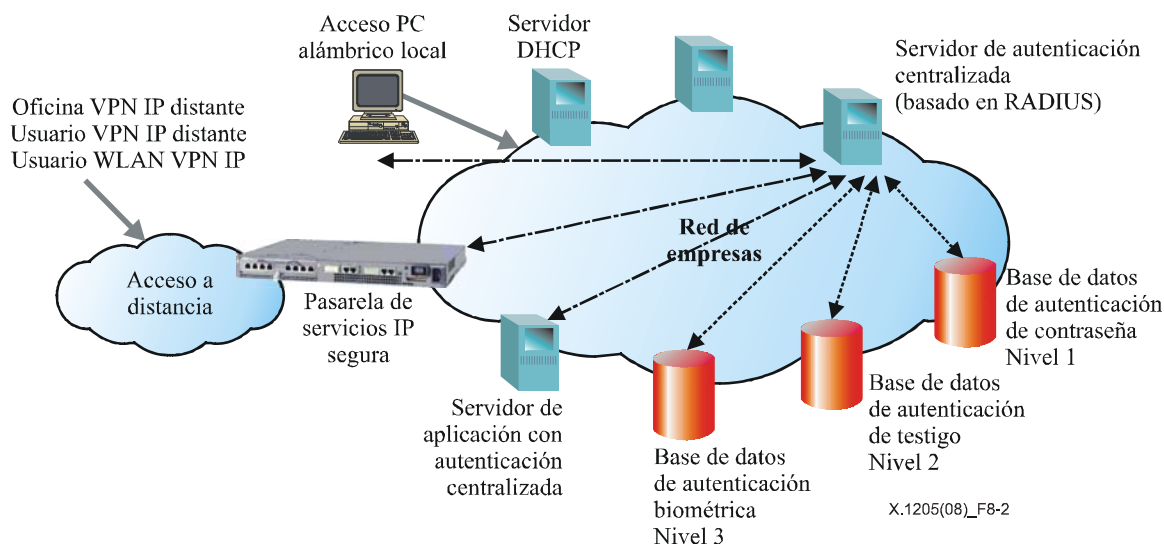 Acceso PC
alámbrico local
Servidor
DHCP
Servidor de autenticación
centralizada
(basado en RADIUS)
Oficina VPN IP distante
Usuario VPN IP distante
Usuario WLAN VPN IP
Red de
empresas
Acceso a
distancia
Pasarela de
servicios IP
segura
Base de datos
de autenticación
de contraseña
Nivel 1
Base de datos
de autenticación
de testigo
Nivel 2
Servidor de
aplicación con
autenticación
centralizada
Base de datos
de autenticación
biométrica
Nivel 3
X.1205(08)_F8-2